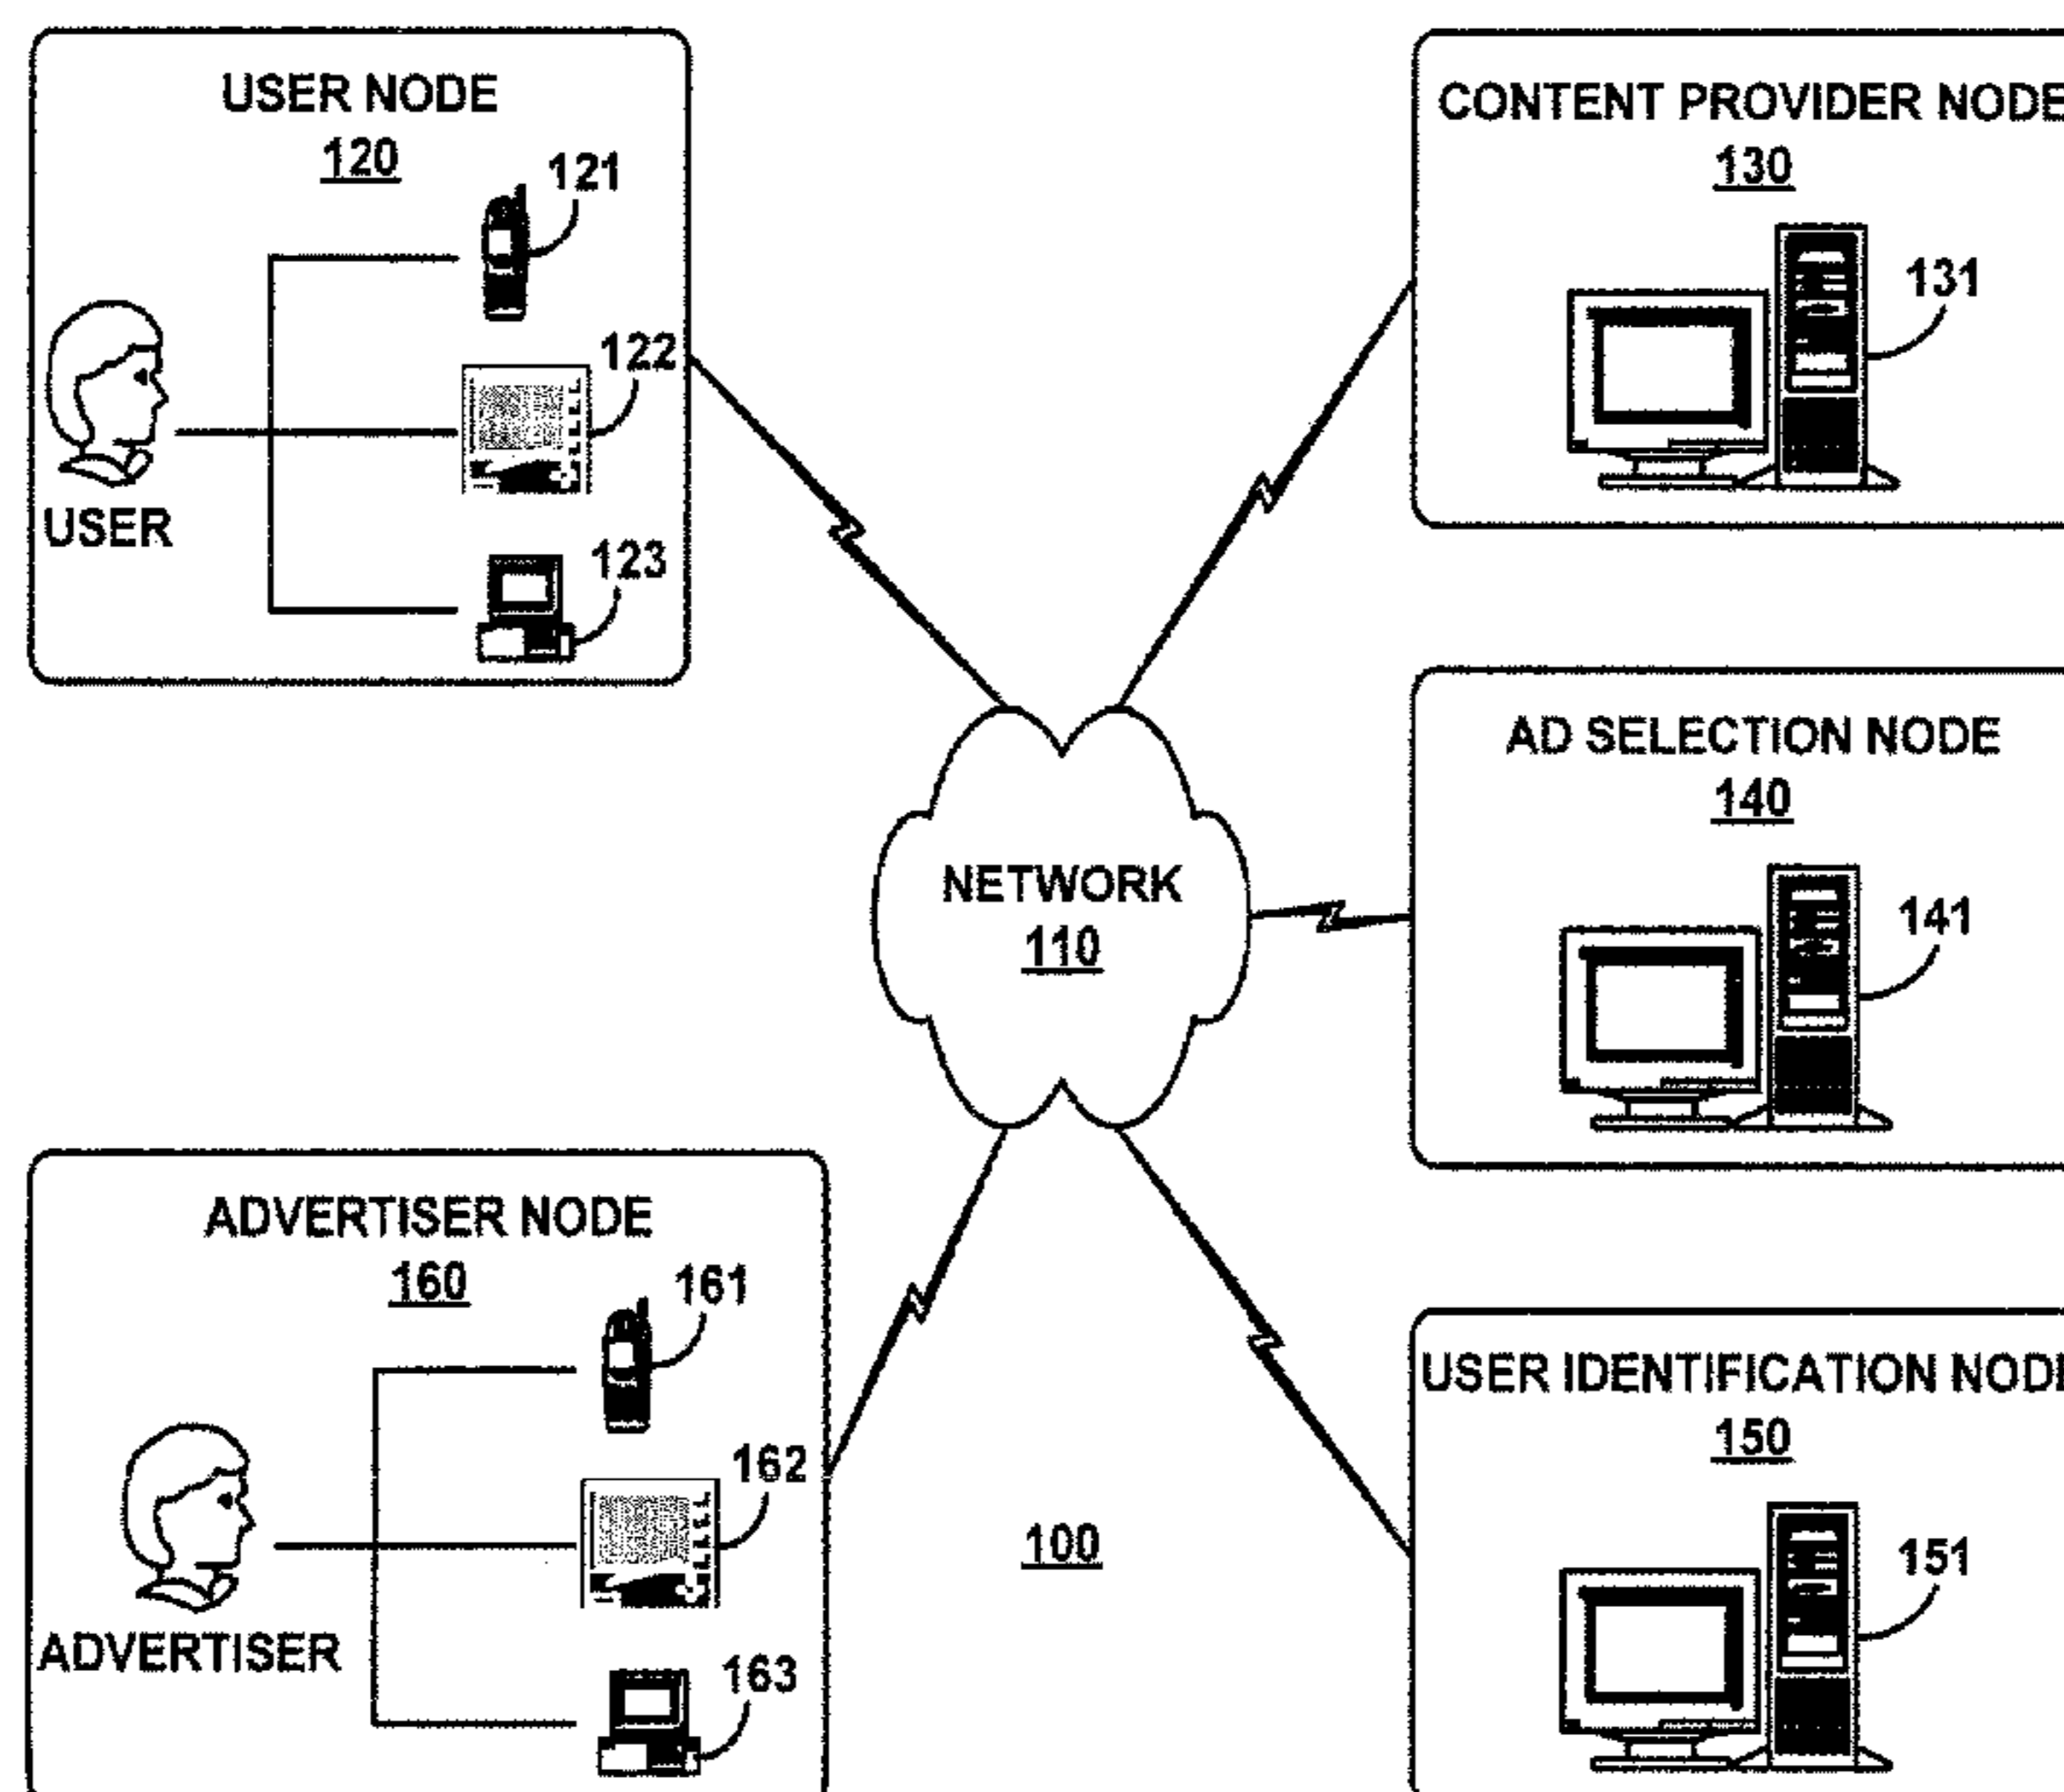 USER NODE
120
121
122
123
USER
CONTENT PROVIDER NODE
130
131
AD SELECTION NODE
140
141
NETWORK
110
ADVERTISER NODE
160
161
162
163
ADVERTISER
100
USER IDENTIFICATION NODE
150
151